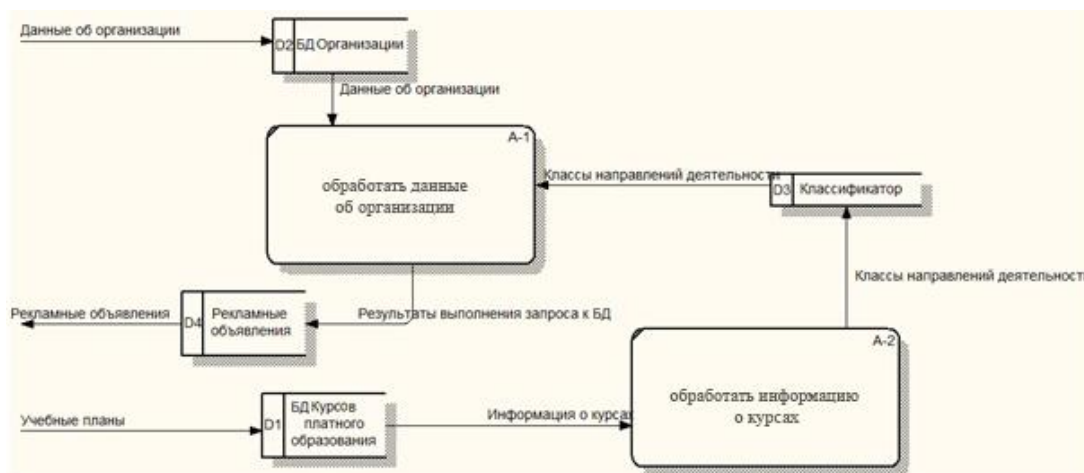 Данные об организации
D2
БД Организации
Данные об организации
A-1
обработать данные
об организации
Классы направлений деятельности
D3
Классификатор
Классы направлений деятельност
Рекламные объявления
D4
Рекламные
объявления
Результаты выполнения запроса к БД
A-2
обработать информацию
о курсах
Учебные планы
D1
БД Курсов
платного
образования
Информация о курсах